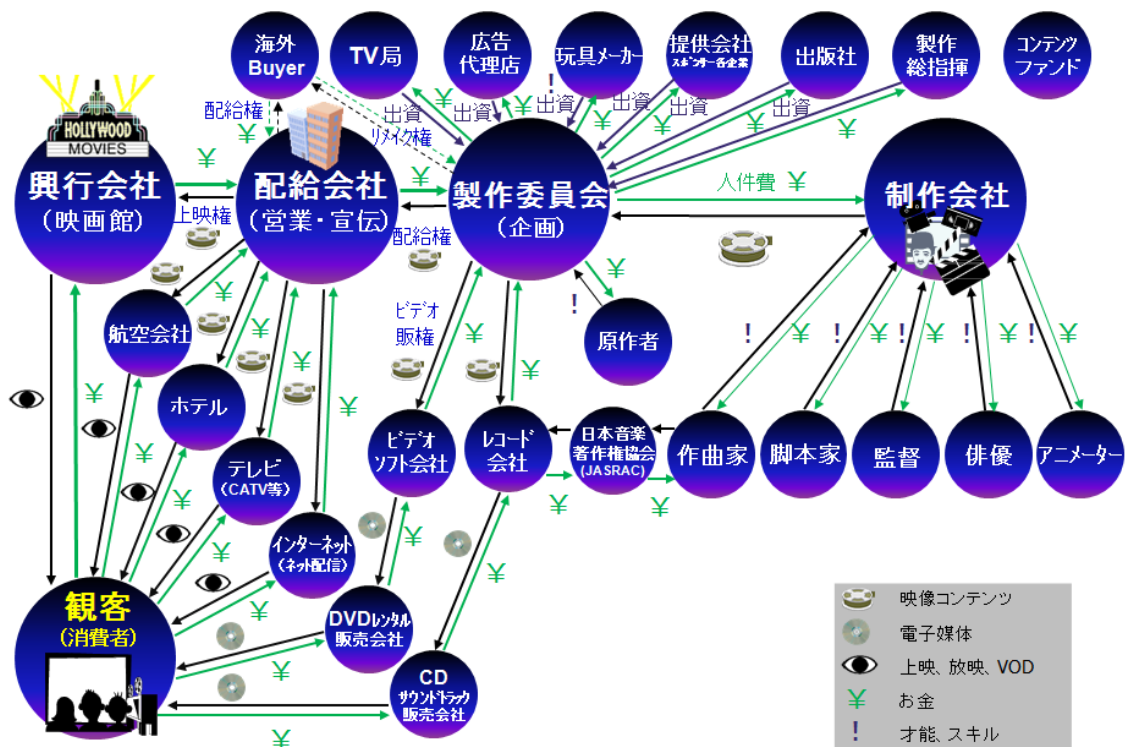 海外
Buyer
TV局
広告
代理店
玩具メーカー
提供会社
スポンサー各企業
出版社
製作
総指揮
コンテンツ
ファンド
HOLLYWOOD
MOVIES
配給権
¥
¥
リメイク権
出資
¥
出資
¥
!
出資
¥
出資
¥
出資
¥
¥
興行会社
(映画館)
¥
上映権
配給会社
(営業・宣伝)
¥
配給権
製作委員会
(企画)
人件費 ¥
制作会社
¥
!
原作者
ビデオ
販権
¥
¥
航空会社
¥
¥
ホテル
¥
¥
テレビ
(CATV等)
¥
¥
インターネット
(ネット配信)
¥
¥
! ¥
! ¥
! ¥
! ¥
! ¥
ビデオ
ソフト会社
レコード
会社
日本音楽
著作権協会
(JASRAC)
¥
¥
作曲家
脚本家
監督
俳優
アニメーター
¥
¥
観客
(消費者)
DVDレンタル
販売会社
¥
CD
サウンドトラック
販売会社
¥
映像コンテンツ
電子媒体
上映、放映、VOD
¥ お金
! 才能、スキル